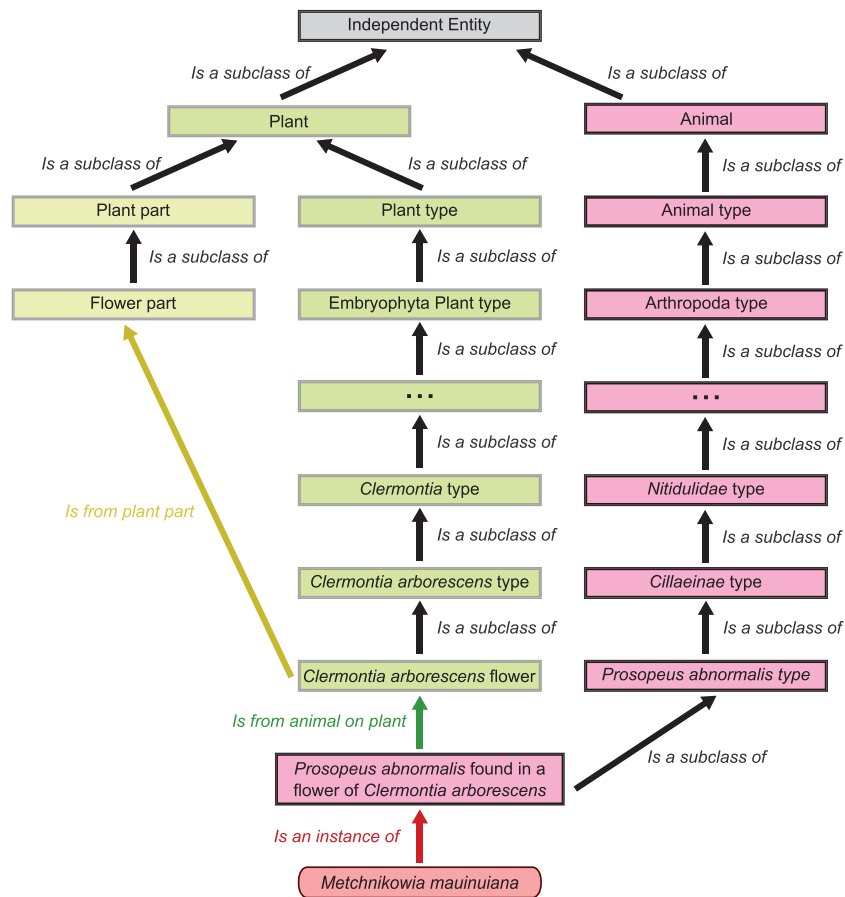 Independent Entity
Is a subclass of
Is a subclass of
Plant
Animal
Is a subclass of
Is a subclass of
Is a subclass of
Plant part
Plant type
Animal type
Is a subclass of
Is a subclass of
Is a subclass of
Flower part
Embryophyta Plant type
Arthropoda type
Is a subclass of
Is a subclass of
...
...
Is a subclass of
Is a subclass of
Clermontia type
Nitidulidae type
Is from plant part
Is a subclass of
Is a subclass of
Clermontia arborescens type
Cillaeinae type
Is a subclass of
Is a subclass of
Clermontia arborescens flower
Prosopeus abnormalis type
Is from animal on plant
Is a subclass of
Prosopeus abnormalis found in a
flower of Clermontia arborescens
Is an instance of
Metchnikowia mauinuiana